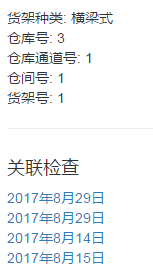 货架种类: 横梁式
仓库号: 3
仓库通道号: 1
仓间号: 1
货架号: 1
关联检查
2017年8月29日
2017年8月29日
2017年8月14日
2017年8月15日